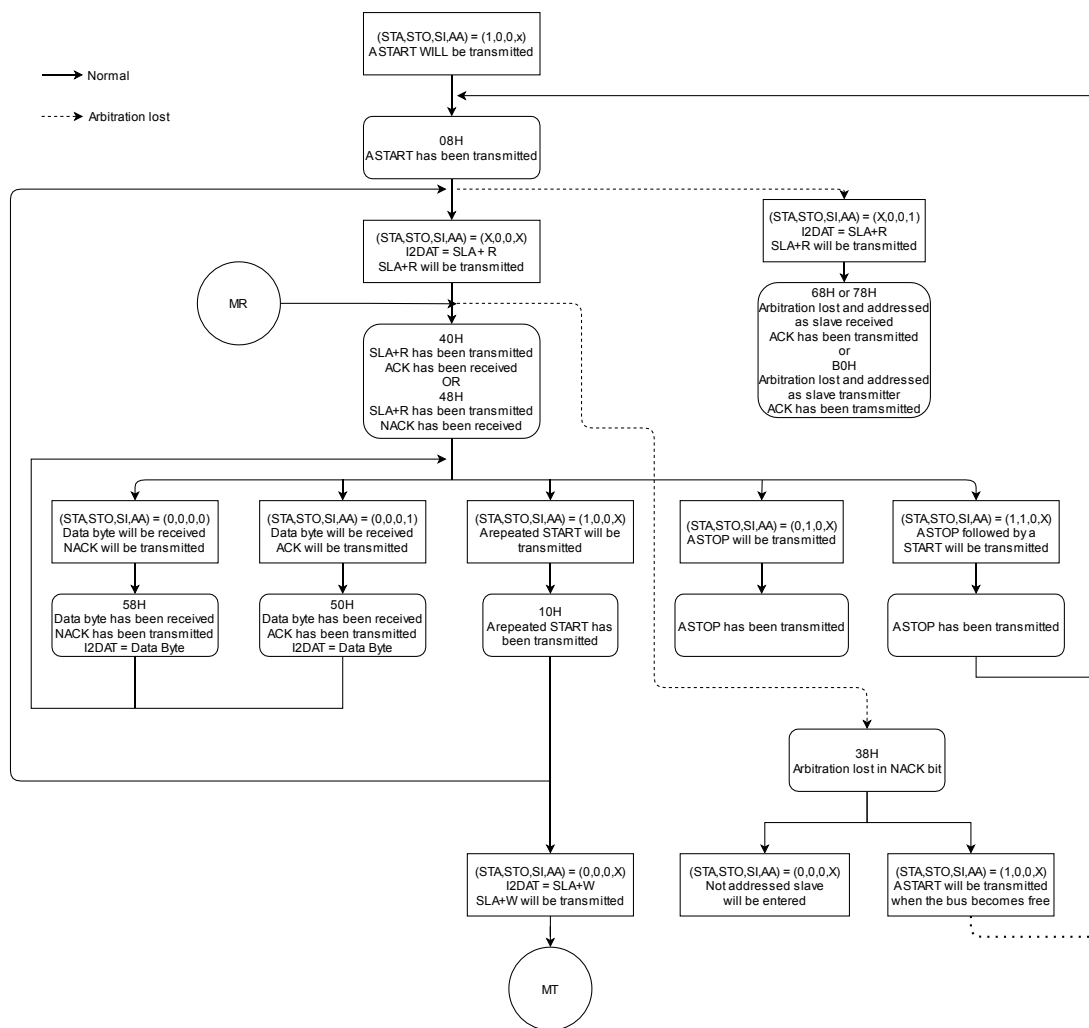 (STA,STO,SI,AA) = (1,0,0,x)
ASTART WILL be transmitted
Normal
Arbitration lost
08H
ASTART has been transmitted
(STA,STO,SI,AA) = (X,0,0,X)
I2DAT = SLA + R
SLA+R will be transmitted
(STA,STO,SI,AA) = (X,0,0,1)
I2DAT = SLA+R
SLA+R will be transmitted
MR
40H
SLA+R has been transmitted
ACK has been received
OR
48H
SLA+R has been transmitted
NACK has been received
68H or 78H
Arbitration lost and addressed
as slave received
ACK has been transmitted
or
B0H
Arbitration lost and addressed
as slave transmitter
ACK has been tramsmitted
(STA,STO,SI,AA) = (0,0,0,0)
Data byte will be received
NACK will be transmitted
(STA,STO,SI,AA) = (0,0,0,1)
Data byte will be received
ACK will be transmitted
(STA,STO,SI,AA) = (1,0,0,X)
Arepeated START will be
transmitted
(STA,STO,SI,AA) = (0,1,0,X)
ASTOP will be transmitted
(STA,STO,SI,AA) = (1,1,0,X)
ASTOP followed by a
START will be transmitted
58H
Data byte has been received
NACK has been transmitted
I2DAT = Data Byte
50H
Data byte has been received
ACK has been transmitted
I2DAT = Data Byte
10H
Arepeated START has
been transmitted
ASTOP has been transmitted
ASTOP has been transmitted
38H
Arbitration lost in NACK bit
(STA,STO,SI,AA) = (0,0,0,X)
I2DAT = SLA+W
SLA+W will be transmitted
(STA,STO,SI,AA) = (0,0,0,X)
Not addressed slave
will be entered
(STA,STO,SI,AA) = (1,0,0,X)
ASTART will be transmitted
when the bus becomes free
MT